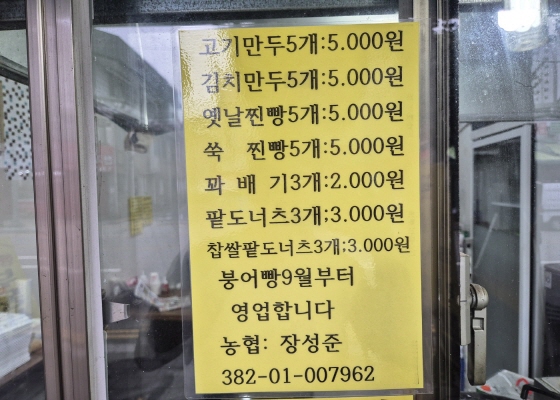 고기만두5개:5.000원
김치만두5개:5.000원
옛날찐빵5개:5.000원
쑥 찐빵5개:5.000원
꽈 배 기3개:2.000원
팥도너츠3개;3.000원
찹쌀팥도너츠3개;3.000원
붕어빵9월부터
영업합니다
농협: 장성준
382-01-007962